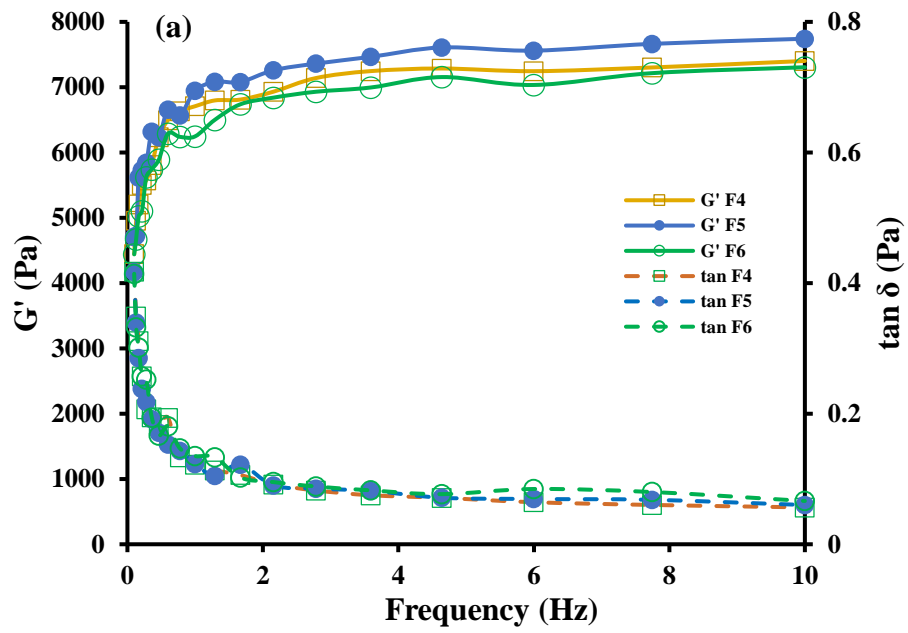 (a)
8000
7000
6000
5000
4000
3000
2000
1000
0
G' (Pa)
0.8
0.6
0.4
0.2
0
tan δ (Pa)
G' F4
G' F5
G' F6
tan F4
tan F5
tan F6
0 2 4 6 8 10
Frequency (Hz)